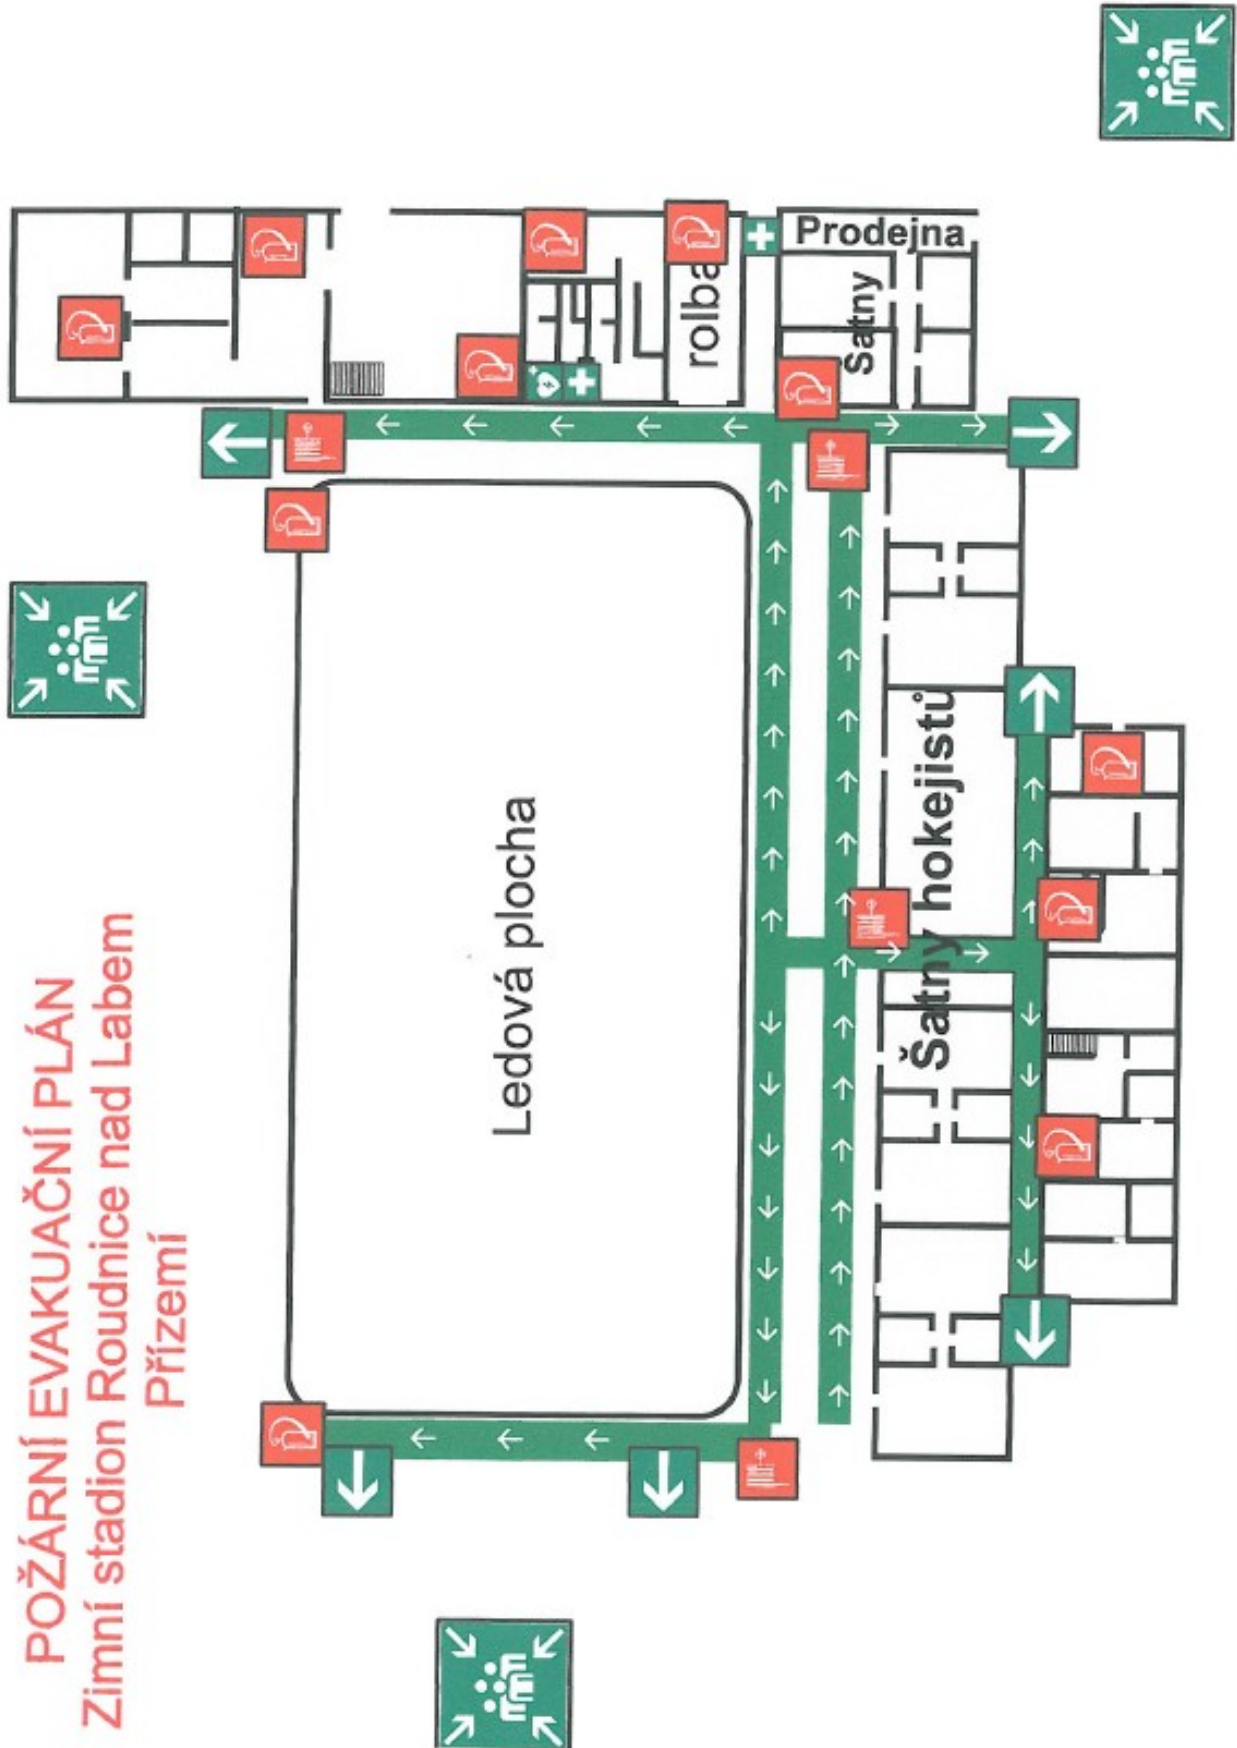 POŽÁRNÍ EVAKUAČNÍ PLÁN
Zimní stadion Roudnice nad Labem
Přízemí
Ledová plocha
rolba
Prodejna
Šatny
Šatny hokejistů